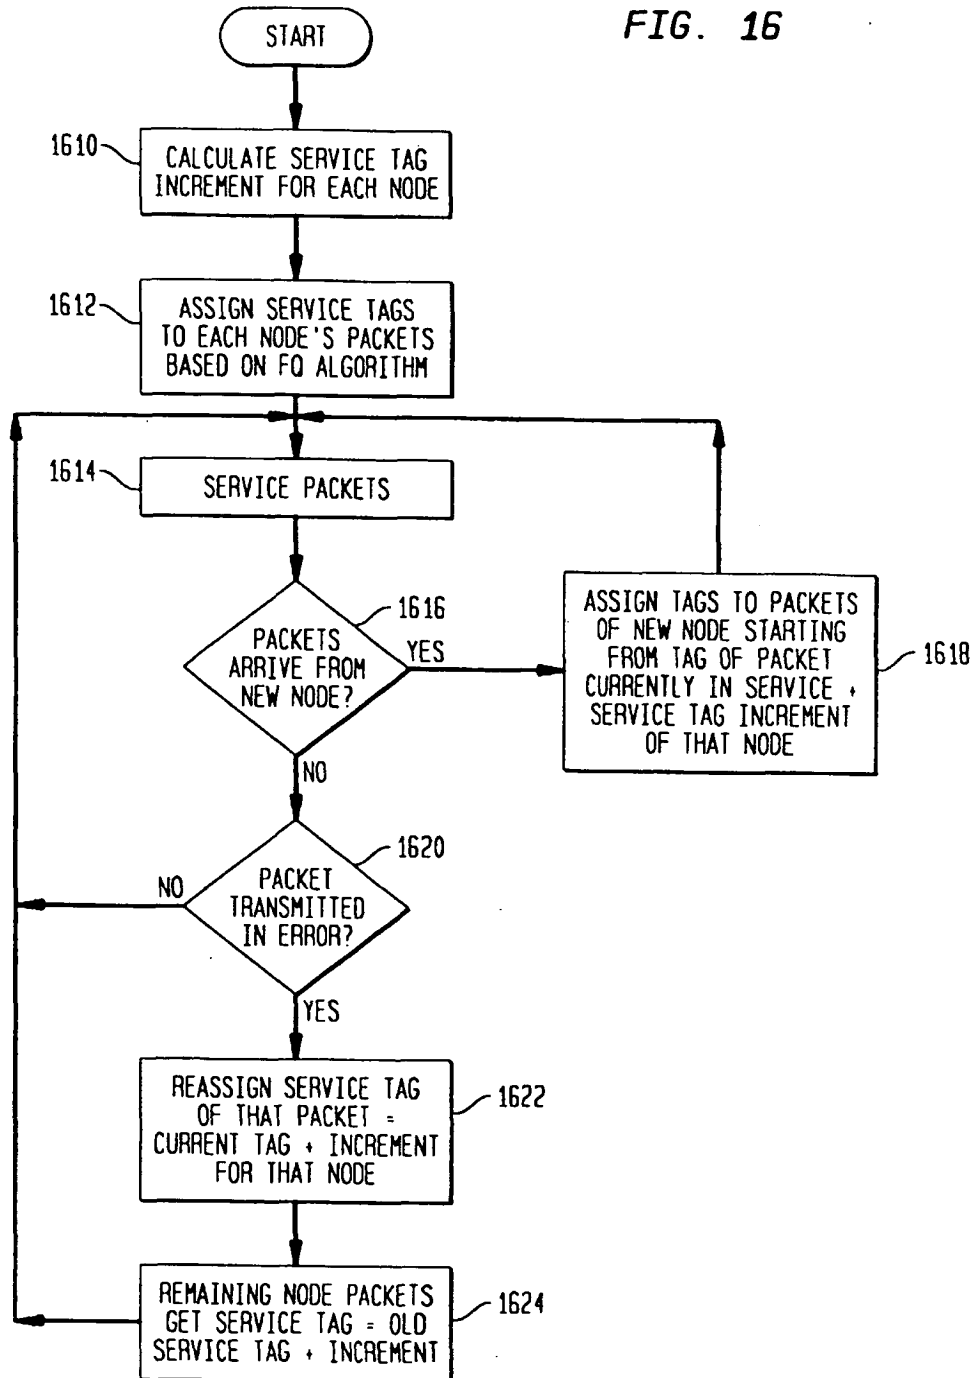 FIG. 16
START
1610
CALCULATE SERVICE TAG
INCREMENT FOR EACH NODE
1612
ASSIGN SERVICE TAGS
TO EACH NODE'S PACKETS
BASED ON FQ ALGORITHM
1614
SERVICE PACKETS
1616
PACKETS
ARRIVE FROM
NEW NODE?
YES
NO
ASSIGN TAGS TO PACKETS
OF NEW NODE STARTING
FROM TAG OF PACKET
CURRENTLY IN SERVICE +
SERVICE TAG INCREMENT
OF THAT NODE
1618
1620
PACKET
TRANSMITTED
IN ERROR?
NO
YES
REASSIGN SERVICE TAG
OF THAT PACKET =
CURRENT TAG + INCREMENT
FOR THAT NODE
1622
REMAINING NODE PACKETS
GET SERVICE TAG = OLD
SERVICE TAG + INCREMENT
1624